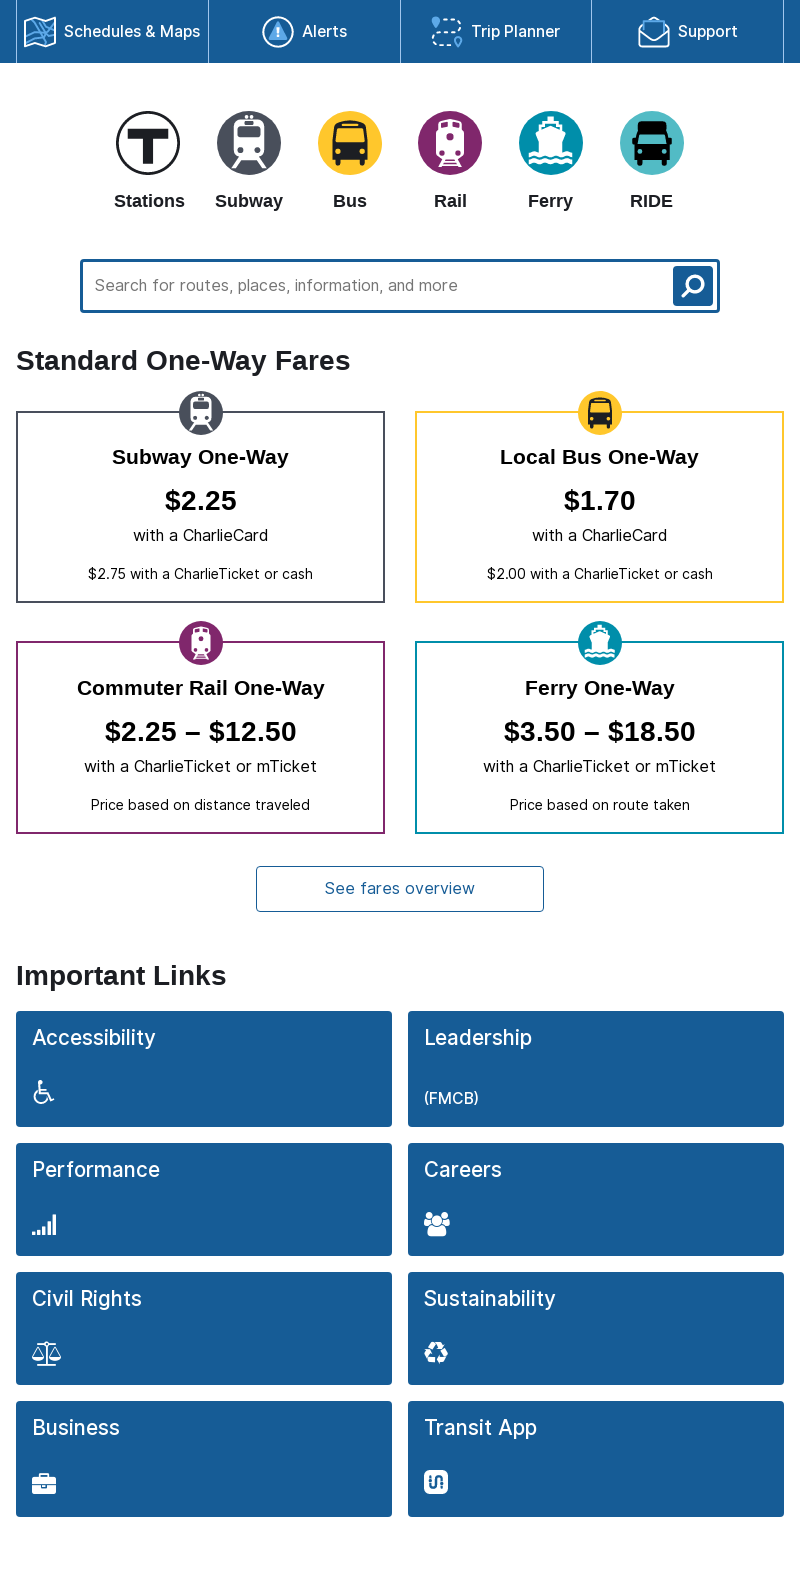 Schedules & Maps
Alerts
Trip Planner
Support
T
Stations
Subway
Bus
Rail
Ferry
RIDE
Search for routes, places, information, and more
Standard One-Way Fares
Subway One-Way
$2.25
with a CharlieCard
$2.75 with a CharlieTicket or cash
Local Bus One-Way
$1.70
with a CharlieCard
$2.00 with a CharlieTicket or cash
Commuter Rail One-Way
$2.25 – $12.50
with a CharlieTicket or mTicket
Price based on distance traveled
Ferry One-Way
$3.50 – $18.50
with a CharlieTicket or mTicket
Price based on route taken
See fares overview
Important Links
Accessibility
Leadership
(FMCB)
Performance
Careers
Civil Rights
Sustainability
Business
Transit App